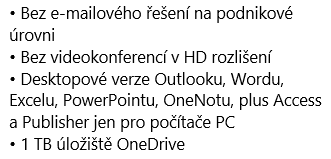 • Bez e-mailového řešení na podnikové
úrovni
• Bez videokonferencí v HD rozlišení
• Desktopové verze Outlooku, Wordu,
Excelu, PowerPointu, OneNotu, plus Access
a Publisher jen pro počítače PC
• 1 TB úložiště OneDrive